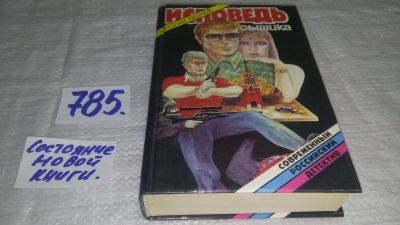 ИСПОВЕДЬ
сыщика
СОВРЕМЕННЫЙ
РОССИЙСКИЙ
ДЕТЕКТИВ
785.
Состояние
новой
книги.